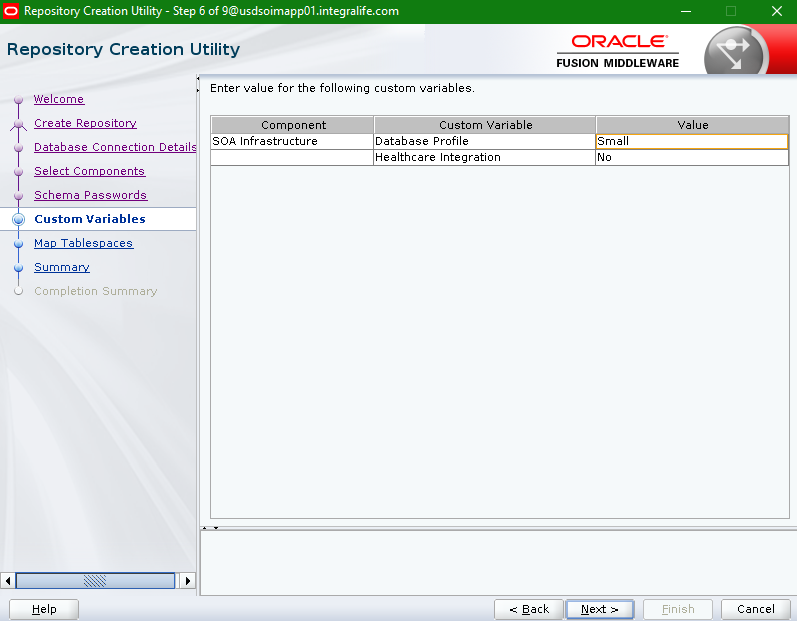 Repository Creation Utility - Step 6 of 9@usdsoimapp01.integralife.com
Repository Creation Utility
ORACLE
FUSION MIDDLEWARE
Welcome
Create Repository
Database Connection Details
Select Components
Schema Passwords
Custom Variables
Map Tablespaces
Summary
Completion Summary
Enter value for the following custom variables.
Component Custom Variable Value
SOA Infrastructure Database Profile Small
Healthcare Integration No
Help < Back Next > Finish Cancel